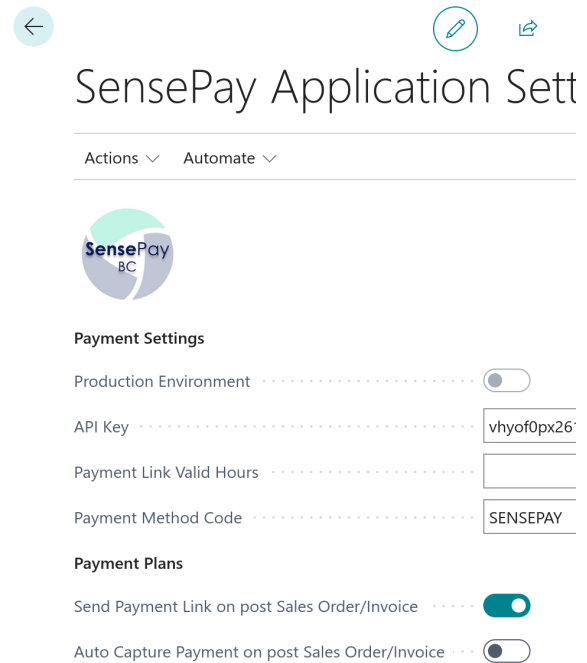 SensePay Application Sett
Actions Automate
SensePay
BC
Payment Settings
Production Environment
API Key vhyof0px261
Payment Link Valid Hours
Payment Method Code SENSEPAY
Payment Plans
Send Payment Link on post Sales Order/Invoice
Auto Capture Payment on post Sales Order/Invoice